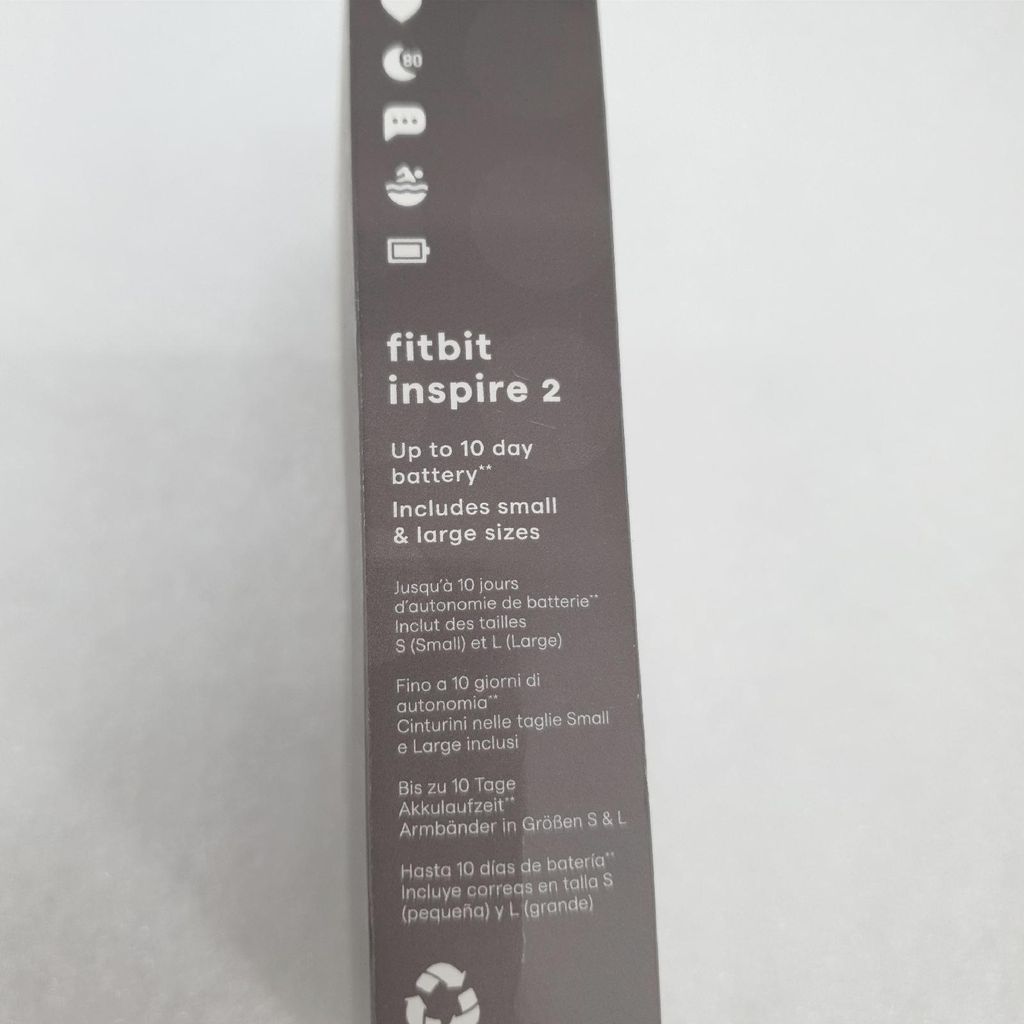 80
fitbit
inspire 2
Up to 10 day
battery**
Includes small
& large sizes
Jusqu'à 10 jours
d'autonomie de batterie**
Inclut des tailles
S (Small) et L (Large)
Fino a 10 giorni di
autonomia**
Cinturini nelle taglie Small
e Large inclusi
Bis zu 10 Tage
Akkulaufzeit**
Armbänder in Größen S & L
Hasta 10 días de batería**
Incluye correas en talla S
(pequeña) y L (grande)